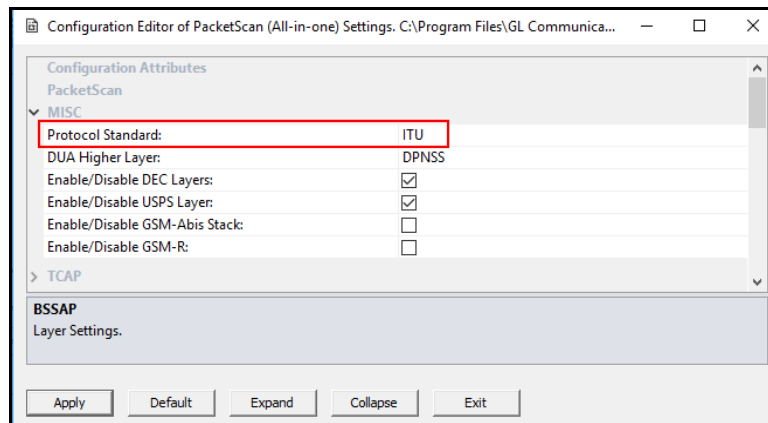 Configuration Editor of PacketScan (All-in-one) Settings. C:\Program Files\GL Communica...
Configuration Attributes
PacketScan
MISC
Protocol Standard: ITU
DUA Higher Layer: DPNSS
Enable/Disable DEC Layers:
Enable/Disable USPS Layer:
Enable/Disable GSM-Abis Stack:
Enable/Disable GSM-R:
TCAP
BSSAP
Layer Settings.
Apply Default Expand Collapse Exit